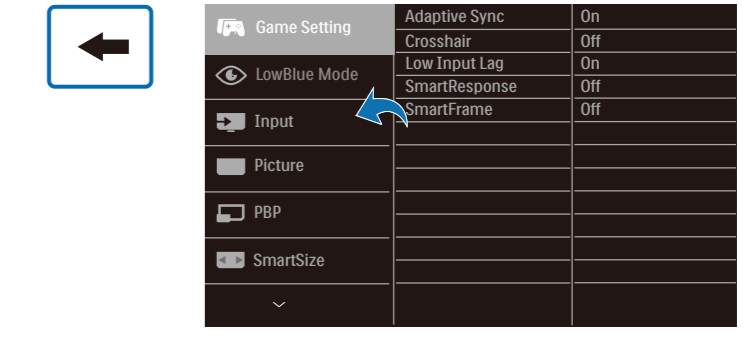 Game Setting
LowBlue Mode
Input
Picture
PBP
SmartSize
Adaptive Sync On
Crosshair Off
Low Input Lag On
SmartResponse Off
SmartFrame Off